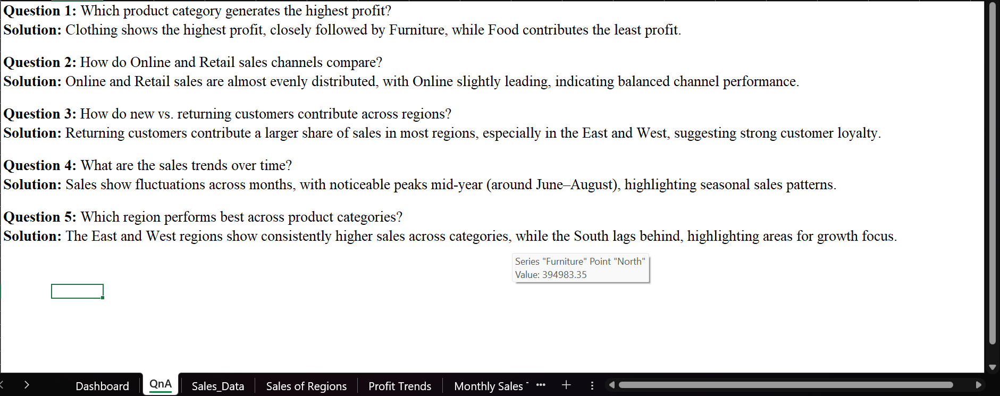 Question 1: Which product category generates the highest profit?
Solution: Clothing shows the highest profit, closely followed by Furniture, while Food contributes the least profit.
Question 2: How do Online and Retail sales channels compare?
Solution: Online and Retail sales are almost evenly distributed, with Online slightly leading, indicating balanced channel performance.
Question 3: How do new vs. returning customers contribute across regions?
Solution: Returning customers contribute a larger share of sales in most regions, especially in the East and West, suggesting strong customer loyalty.
Question 4: What are the sales trends over time?
Solution: Sales show fluctuations across months, with noticeable peaks mid-year (around June–August), highlighting seasonal sales patterns.
Question 5: Which region performs best across product categories?
Solution: The East and West regions show consistently higher sales across categories, while the South lags behind, highlighting areas for growth focus.
Series "Furniture" Point "North"
Value: 394983.35
Dashboard QnA Sales_Data Sales of Regions Profit Trends Monthly Sales